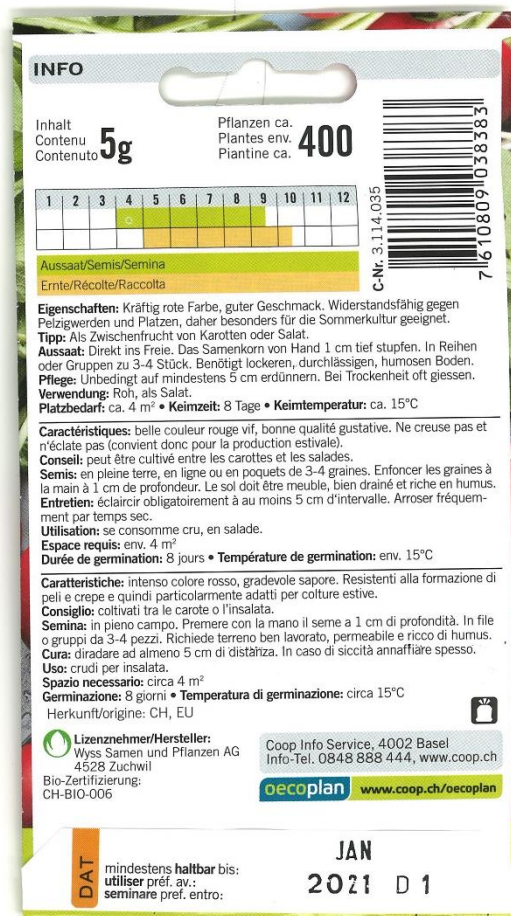 INFO
Inhalt
Contenu
Contenuto 5g
Pflanzen ca.
Plantes env.
Piantine ca. 400
C-Nr. 3.114.035
7 610809 038383
1 2 3 4 5 6 7 8 9 10 11 12
Aussaat/Semis/Semina
Ernte/Récolte/Raccolta
Eigenschaften: Kräftig rote Farbe, guter Geschmack. Widerstandsfähig gegen
Pelzigwerden und Platzen, daher besonders für die Sommerkultur geeignet.
Tipp: Als Zwischenfrucht von Karotten oder Salat.
Aussaat: Direkt ins Freie. Das Samenkorn von Hand 1 cm tief stupfen. In Reihen
oder Gruppen zu 3-4 Stück. Benötigt lockeren, durchlässigen, humosen Boden.
Pflege: Unbedingt auf mindestens 5 cm erdünnern. Bei Trockenheit oft giessen.
Verwendung: Roh, als Salat.
Platzbedarf: ca. 4 m² • Keimzeit: 8 Tage • Keimtemperatur: ca. 15°C
Caractéristiques: belle couleur rouge vif, bonne qualité gustative. Ne creuse pas et
n'éclate pas (convient donc pour la production estivale).
Conseil: peut être cultivé entre les carottes et les salades.
Semis: en pleine terre, en ligne ou en poquets de 3-4 graines. Enfoncer les graines à
la main à 1 cm de profondeur. Le sol doit être meuble, bien drainé et riche en humus.
Entretien: éclaircir obligatoirement à au moins 5 cm d'intervalle. Arroser fréquem-
ment par temps sec.
Utilisation: se consomme cru, en salade.
Espace requis: env. 4 m²
Durée de germination: 8 jours • Température de germination: env. 15°C
Caratteristiche: intenso colore rosso, gradevole sapore. Resistenti alla formazione di
peli e crepe e quindi particolarmente adatti per colture estive.
Consiglio: coltivati tra le carote o l'insalata.
Semina: in pieno campo. Premere con la mano il seme a 1 cm di profondità. In file
o gruppi da 3-4 pezzi. Richiede terreno ben lavorato, permeabile e ricco di humus.
Cura: diradare ad almeno 5 cm di distanza. In caso di siccità annaffiare spesso.
Uso: crudi per insalata.
Spazio necessario: circa 4 m²
Germinazione: 8 giorni • Temperatura di germinazione: circa 15°C
Herkunft/origine: CH, EU
Lizenznehmer/Hersteller:
Wyss Samen und Pflanzen AG
4528 Zuchwil
Bio-Zertifizierung:
CH-BIO-006
Coop Info Service, 4002 Basel
Info-Tel. 0848 888 444, www.coop.ch
oecoplan www.coop.ch/oecoplan
DAT
mindestens haltbar bis:
utiliser préf. av.:
seminare pref. entro:
JAN
2021 D 1